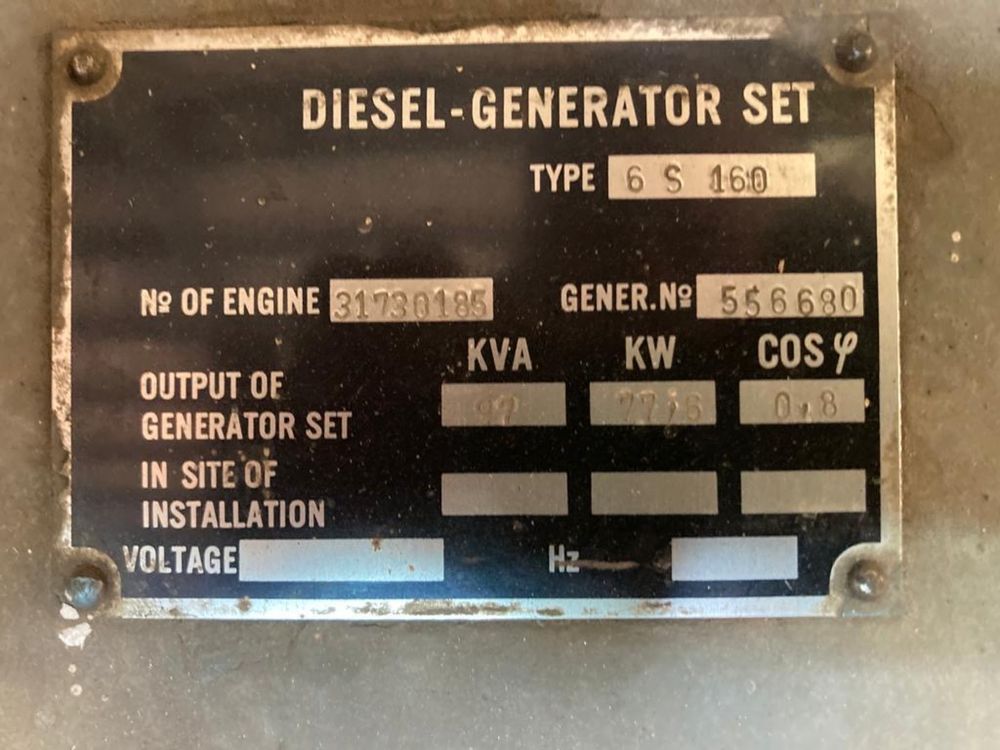 DIESEL-GENERATOR SET
TYPE 6 S 160
Nº OF ENGINE 31730185 GENER.Nº 556680
KVA KW COS φ
OUTPUT OF
GENERATOR SET 97 77,6 0,8
IN SITE OF
INSTALLATION
VOLTAGE Hz